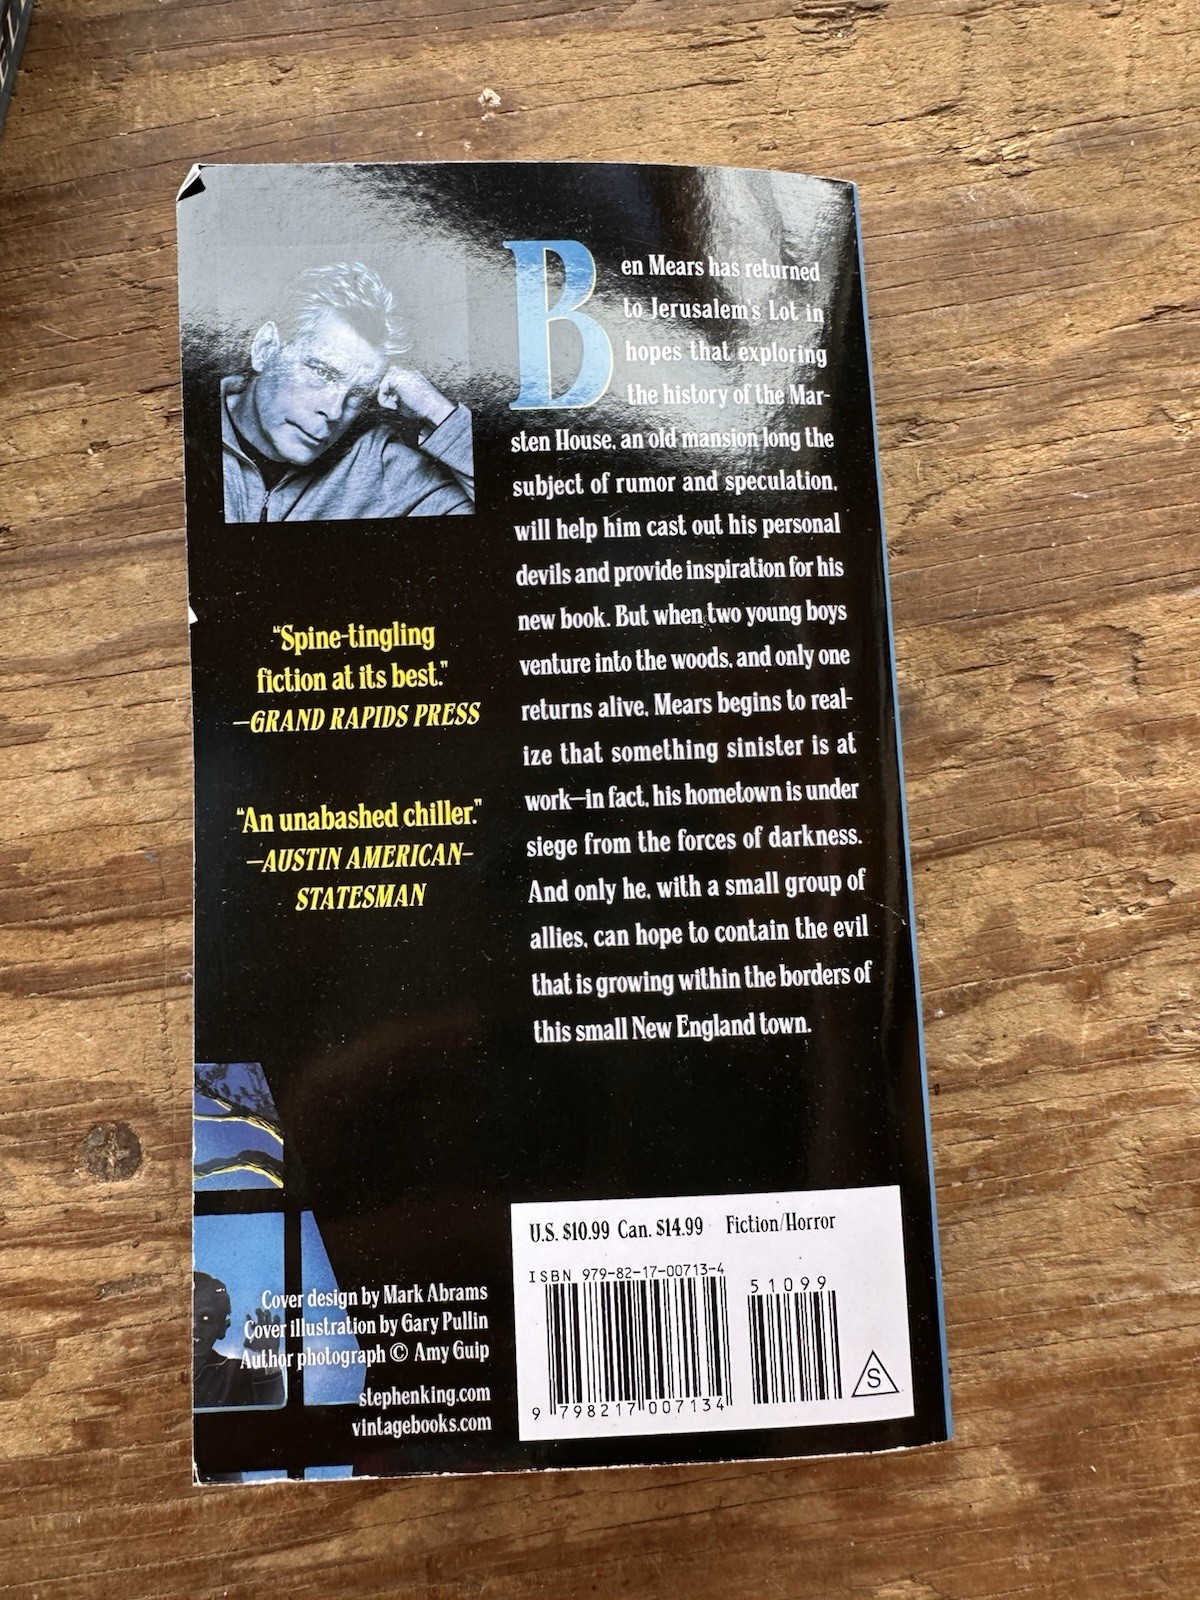 Ben Mears has returned
to Jerusalem's Lot in
hopes that exploring
the history of the Mar-
sten House, an old mansion long the
subject of rumor and speculation,
will help him cast out his personal
devils and provide inspiration for his
new book. But when two young boys
venture into the woods, and only one
returns alive, Mears begins to real-
ize that something sinister is at
work—in fact, his hometown is under
siege from the forces of darkness.
And only he, with a small group of
allies, can hope to contain the evil
that is growing within the borders of
this small New England town.
"Spine-tingling
fiction at its best."
—GRAND RAPIDS PRESS
"An unabashed chiller."
—AUSTIN AMERICAN-
STATESMAN
Cover design by Mark Abrams
Cover illustration by Gary Pullin
Author photograph © Amy Guip
stephenking.com
vintagebooks.com
U.S. $10.99 Can. $14.99 Fiction/Horror
ISBN 979-82-17-00713-4
51099
9 798217 007134
S